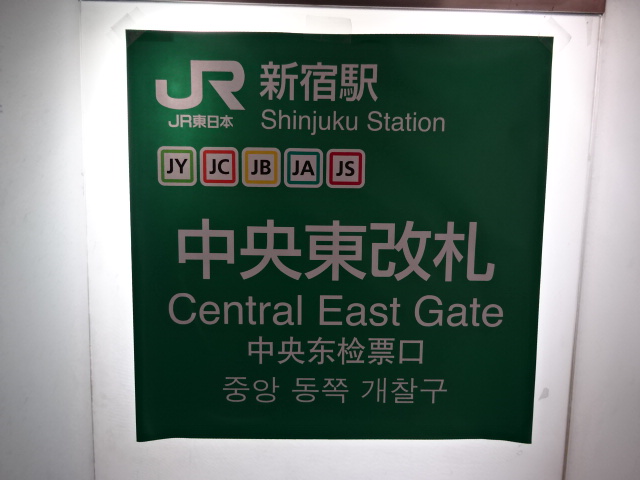 JR 新宿駅
JR東日本 Shinjuku Station
JY JC JB JA JS
中央東改札
Central East Gate
中央东检票口
중앙 동쪽 개찰구